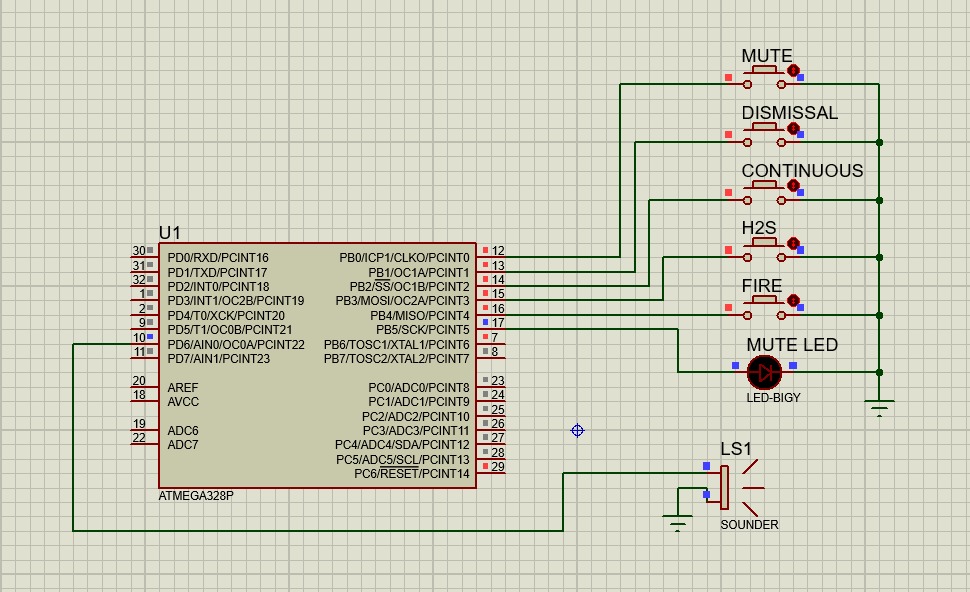 MUTE
DISMISSAL
CONTINUOUS
H2S
FIRE
MUTE LED
LED-BIGY
U1
30 PD0/RXD/PCINT16
31 PD1/TXD/PCINT17
32 PD2/INT0/PCINT18
1 PD3/INT1/OC2B/PCINT19
2 PD4/T0/XCK/PCINT20
9 PD5/T1/OC0B/PCINT21
10 PD6/AIN0/OC0A/PCINT22
11 PD7/AIN1/PCINT23
20 AREF
18 AVCC
19 ADC6
22 ADC7
PB0/ICP1/CLKO/PCINT0 12
PB1/OC1A/PCINT1 13
PB2/SS/OC1B/PCINT2 14
PB3/MOSI/OC2A/PCINT3 15
PB4/MISO/PCINT4 16
PB5/SCK/PCINT5 17
PB6/TOSC1/XTAL1/PCINT6 7
PB7/TOSC2/XTAL2/PCINT7 8
PC0/ADC0/PCINT8 23
PC1/ADC1/PCINT9 24
PC2/ADC2/PCINT10 25
PC3/ADC3/PCINT11 26
PC4/ADC4/SDA/PCINT12 27
PC5/ADC5/SCL/PCINT13 28
PC6/RESET/PCINT14 29
ATMEGA328P
LS1
SOUNDER